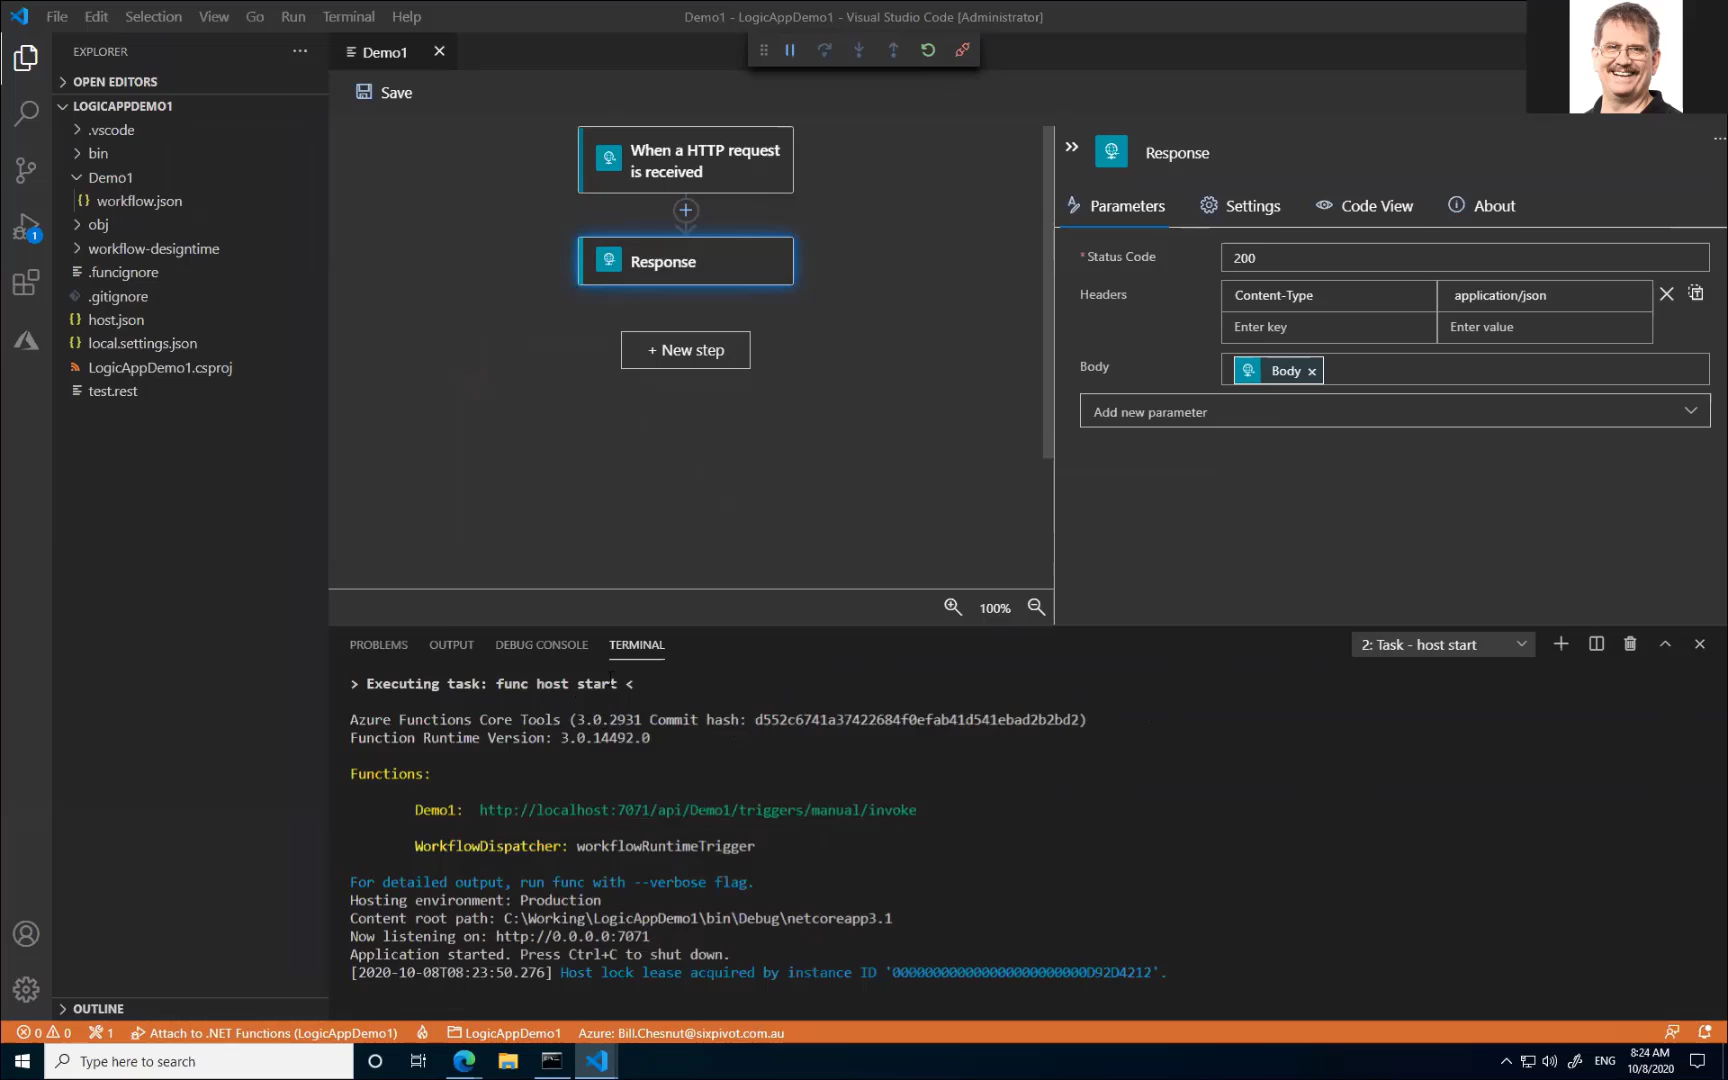 File Edit Selection View Go Run Terminal Help
Demo1 - LogicAppDemo1 - Visual Studio Code [Administrator]
EXPLORER
OPEN EDITORS
LOGICAPPDEMO1
.vscode
bin
Demo1
workflow.json
obj
workflow-designtime
.funcignore
.gitignore
host.json
local.settings.json
LogicAppDemo1.csproj
test.rest
OUTLINE
Demo1
Save
When a HTTP request
is received
Response
+ New step
100%
Response
Parameters Settings Code View About
* Status Code 200
Headers Content-Type application/json
Enter key Enter value
Body Body
Add new parameter
PROBLEMS OUTPUT DEBUG CONSOLE TERMINAL
2: Task - host start
> Executing task: func host start <
Azure Functions Core Tools (3.0.2931 Commit hash: d552c6741a37422684f0efab41d541ebad2b2bd2)
Function Runtime Version: 3.0.14492.0
Functions:
Demo1: http://localhost:7071/api/Demo1/triggers/manual/invoke
WorkflowDispatcher: workflowRuntimeTrigger
For detailed output, run func with --verbose flag.
Hosting environment: Production
Content root path: C:\Working\LogicAppDemo1\bin\Debug\netcoreapp3.1
Now listening on: http://0.0.0.0:7071
Application started. Press Ctrl+C to shut down.
[2020-10-08T08:23:50.276] Host lock lease acquired by instance ID '000000000000000000000000D92D4212'.
0 0 1 Attach to .NET Functions (LogicAppDemo1) LogicAppDemo1 Azure: Bill.Chesnut@sixpivot.com.au
Type here to search
ENG
8:24 AM
10/8/2020
1